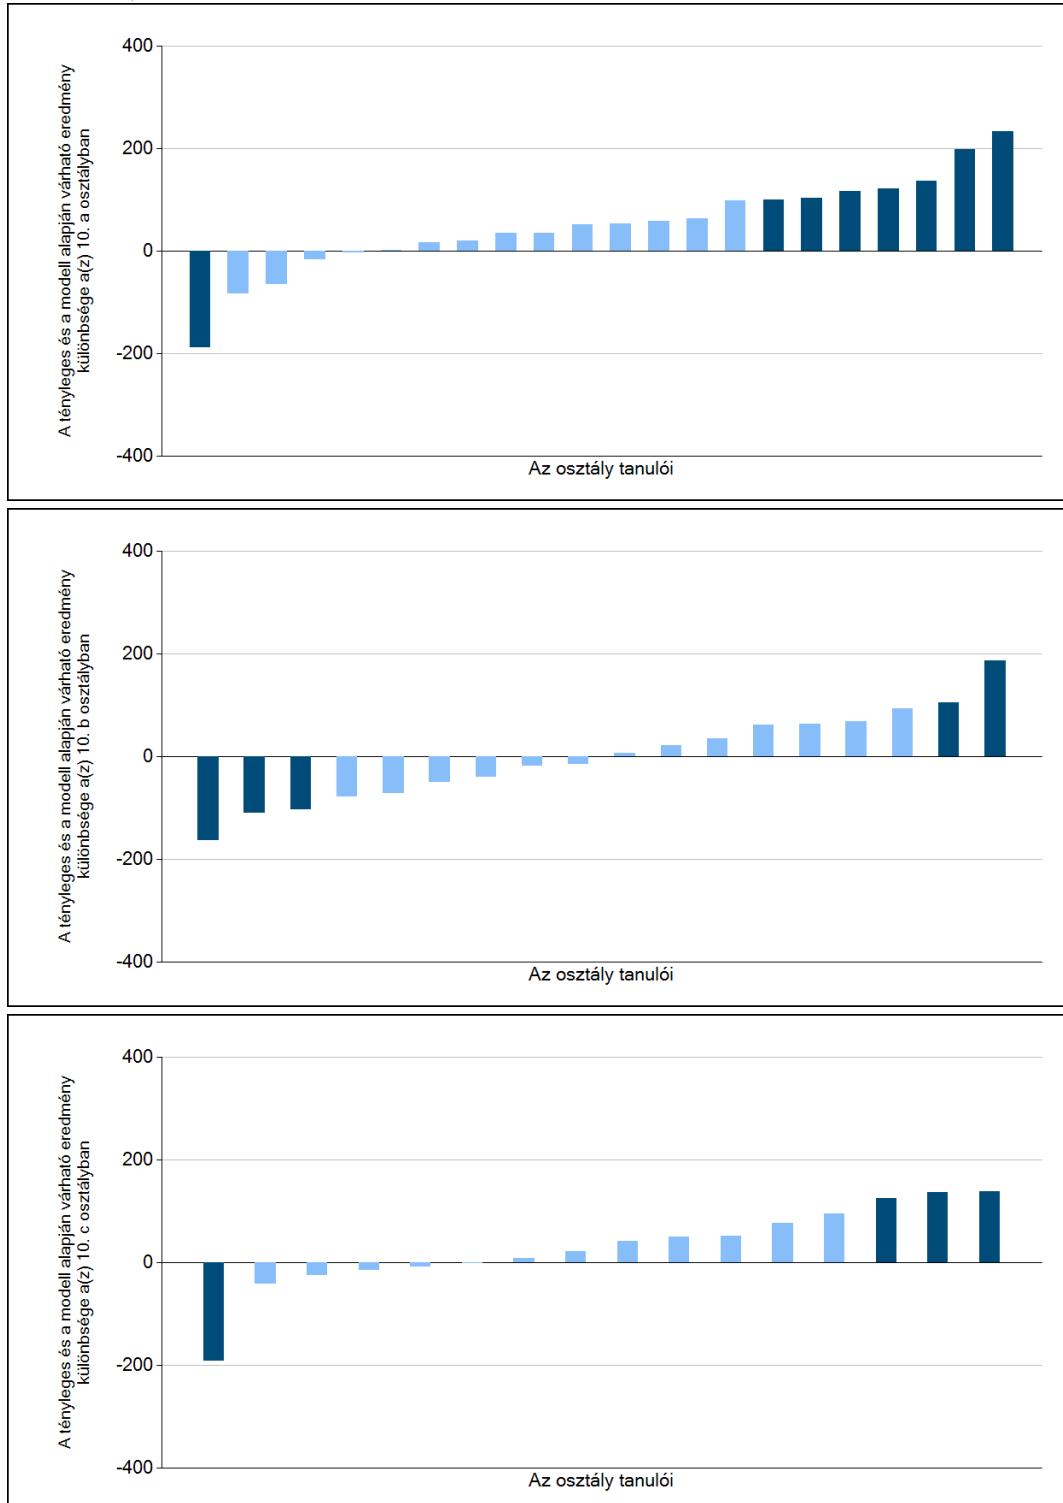 A tényleges és a modell alapján várható eredmény
különbsége a(z) 10. a osztályban
400
200
0
-200
-400
Az osztály tanulói
A tényleges és a modell alapján várható eredmény
különbsége a(z) 10. b osztályban
400
200
0
-200
-400
Az osztály tanulói
A tényleges és a modell alapján várható eredmény
különbsége a(z) 10. c osztályban
400
200
0
-200
-400
Az osztály tanulói